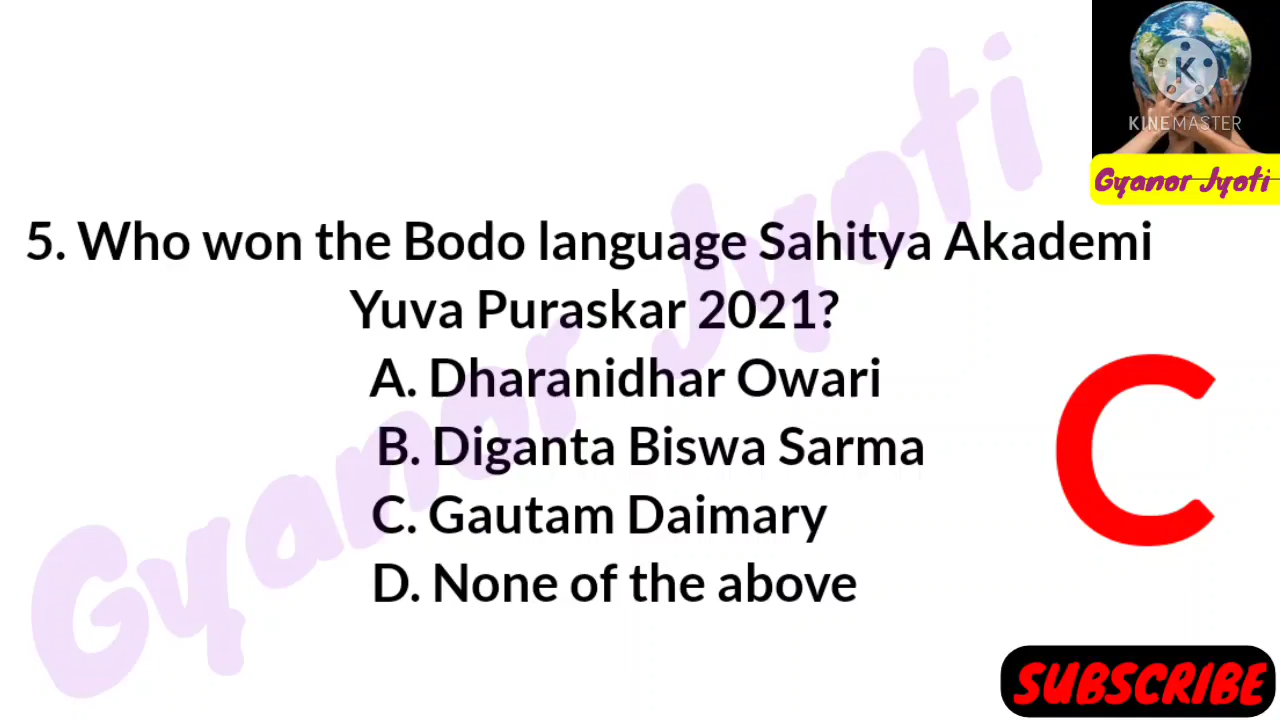 K
KINEMASTER
Gyanor Jyoti
Gyanor Jyoti
5. Who won the Bodo language Sahitya Akademi
Yuva Puraskar 2021?
A. Dharanidhar Owari
B. Diganta Biswa Sarma
C. Gautam Daimary
D. None of the above
C
SUBSCRIBE